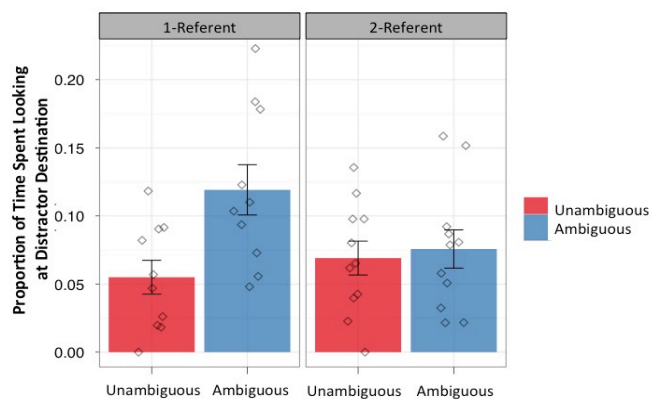 1-Referent
2-Referent
Proportion of Time Spent Looking
at Distractor Destination
0.20
0.15
0.10
0.05
0.00
Unambiguous
Ambiguous
Unambiguous
Ambiguous
Unambiguous
Ambiguous